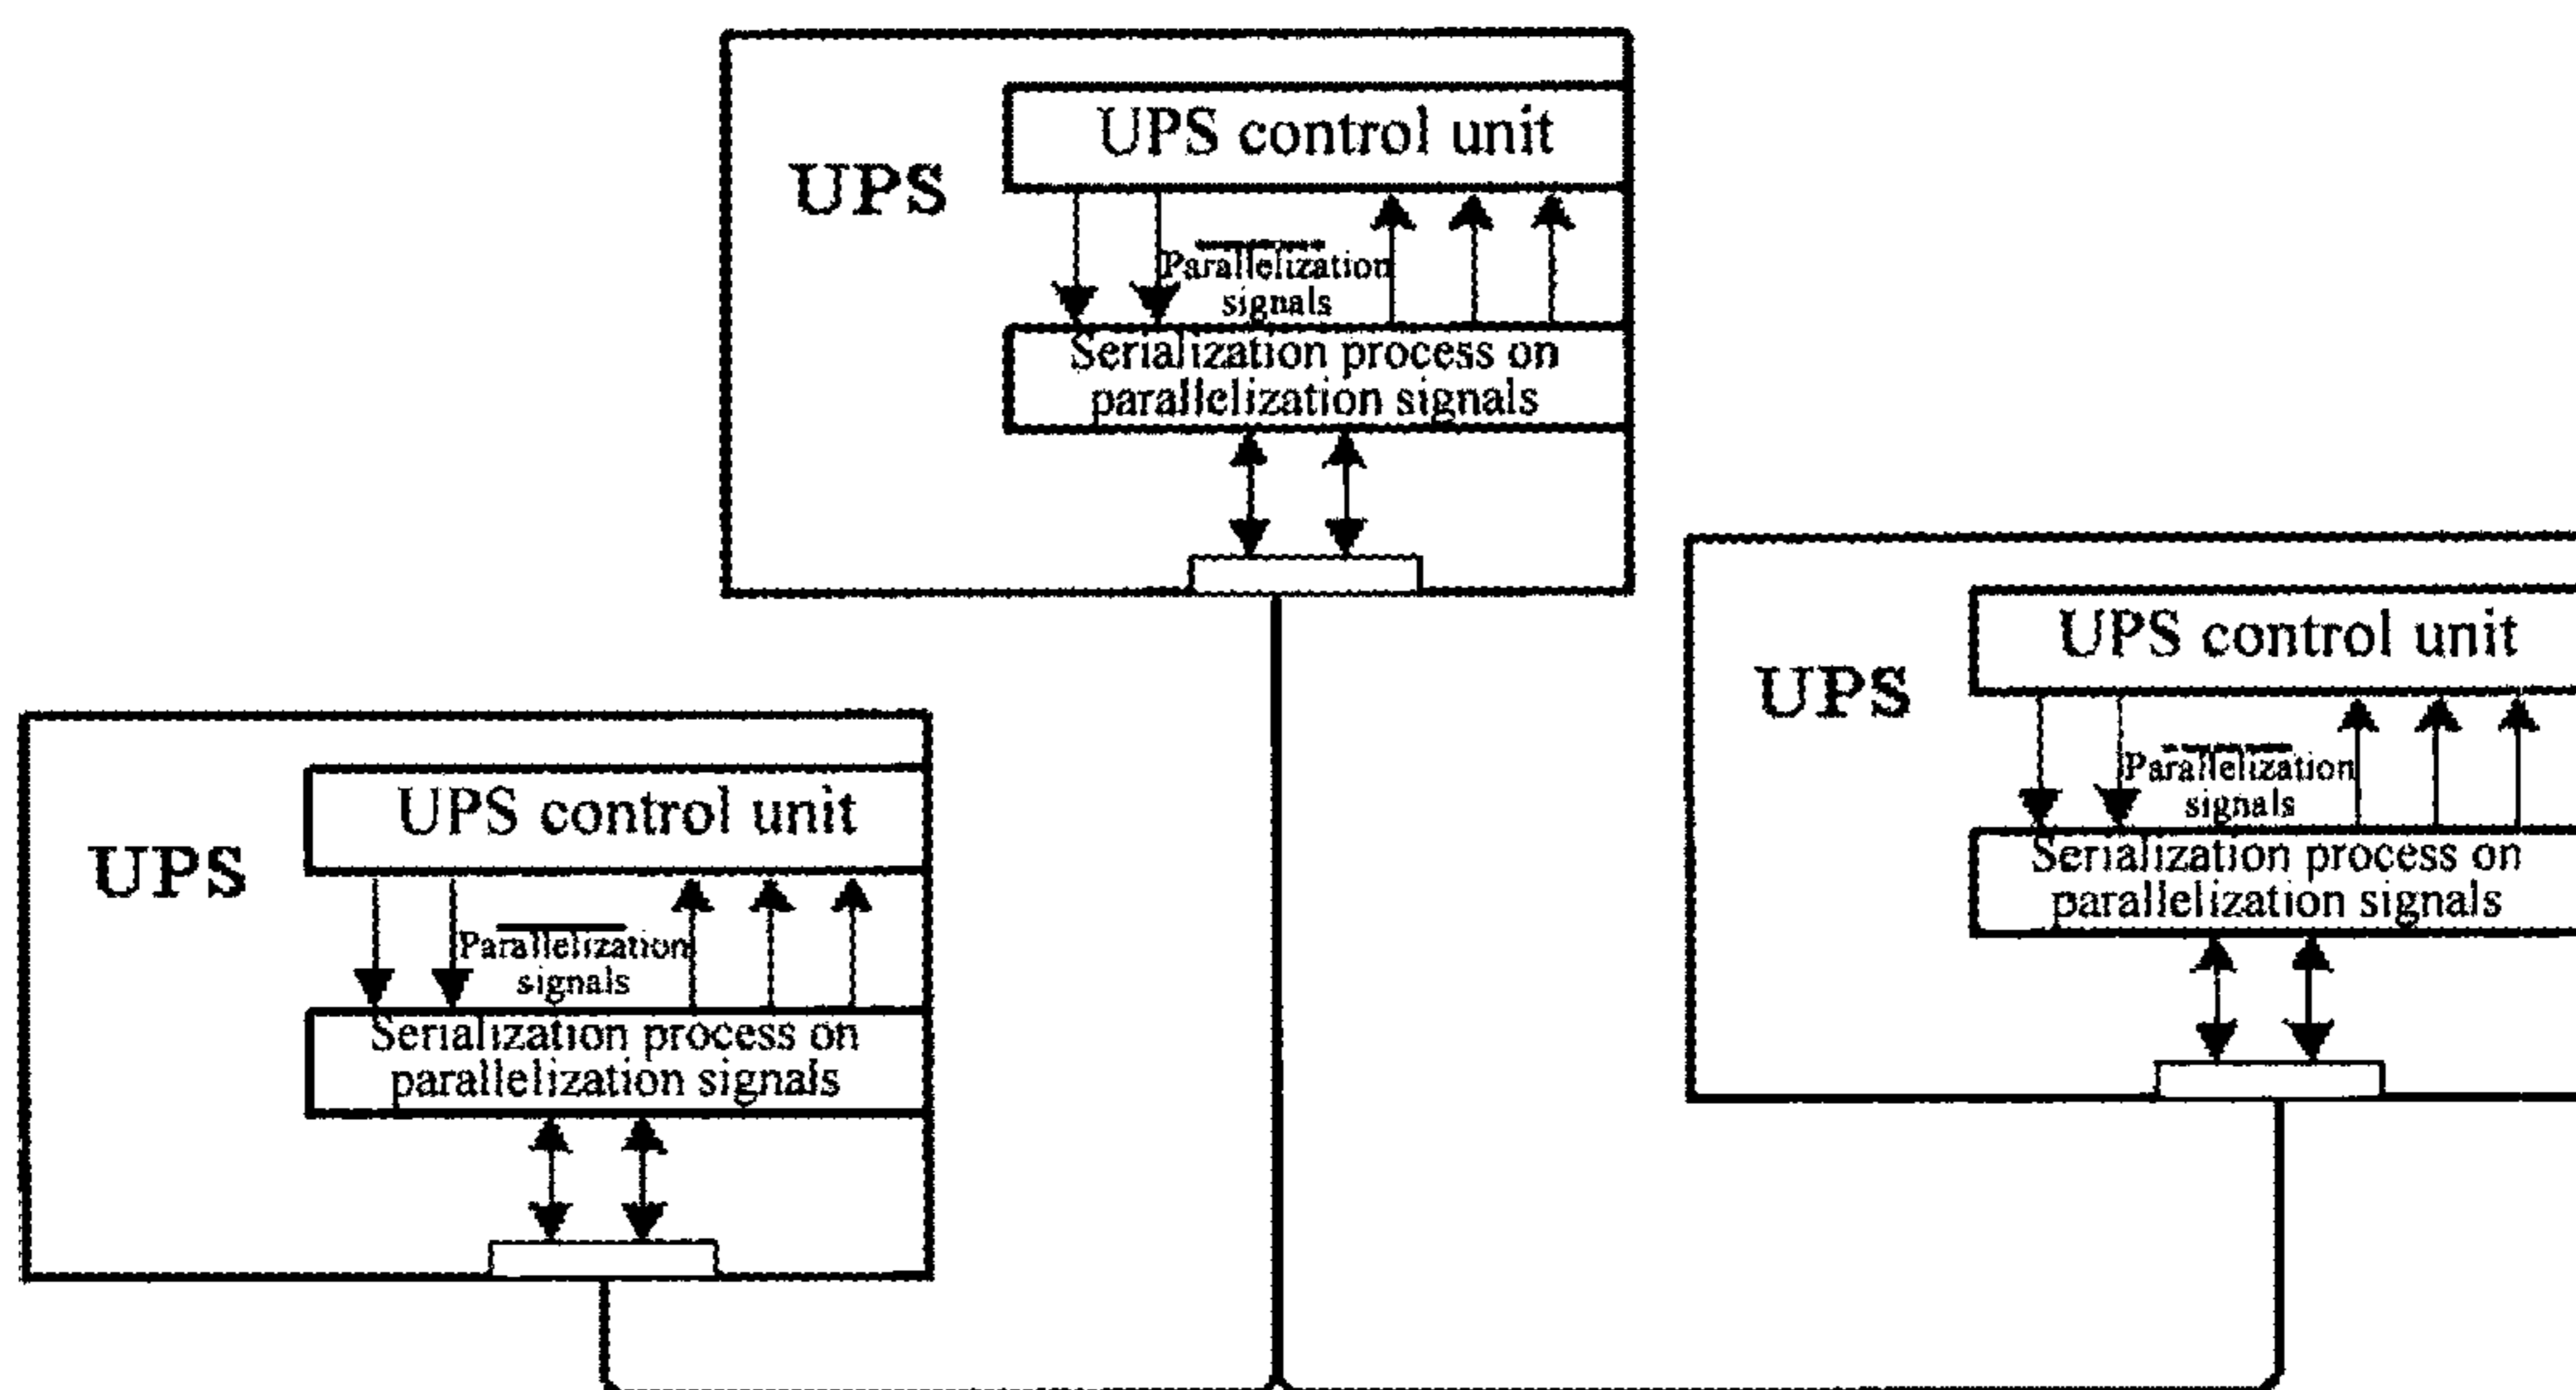 UPS control unit
UPS
Parallelization
signals
Serialization process on
parallelization signals
UPS control unit
UPS
Parallelization
signals
Serialization process on
parallelization signals
UPS control unit
UPS
Parallelization
signals
Serialization process on
parallelization signals